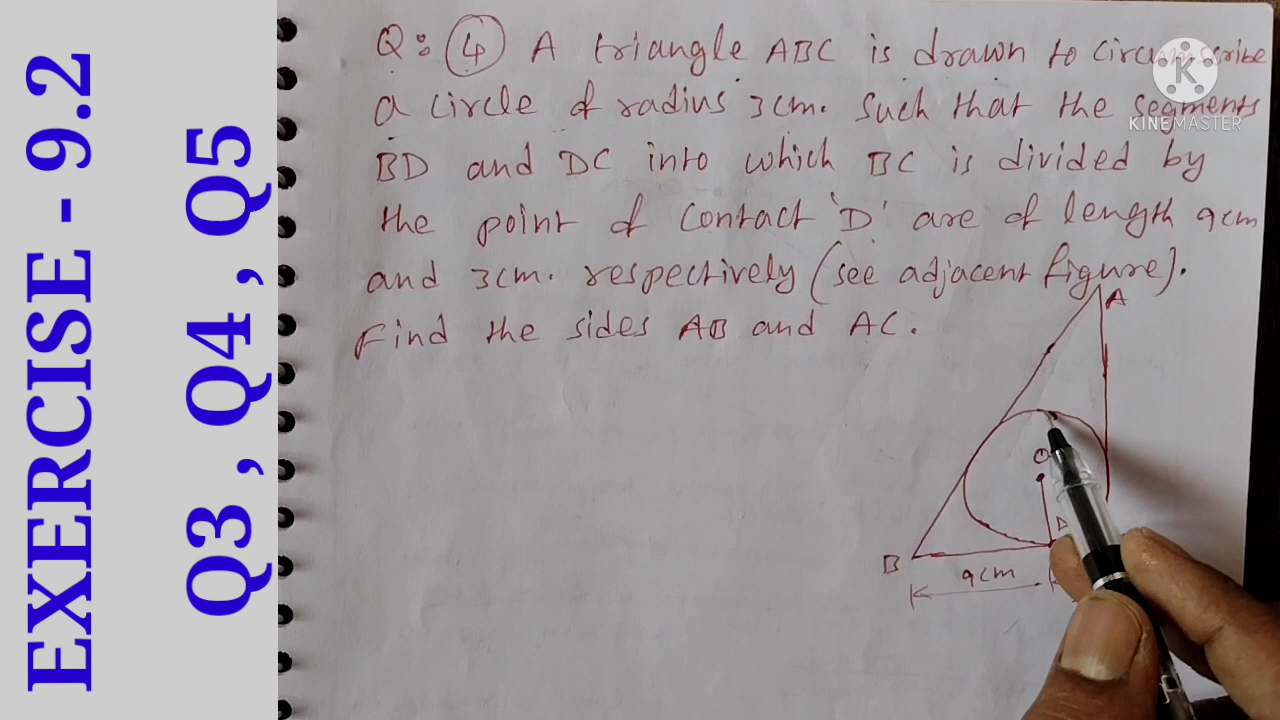 EXERCISE - 9.2
Q3 , Q4 , Q5
Q: 4 A triangle ABC is drawn to circumscribe
a circle of radius 3cm. Such that the segments
BD and DC into which BC is divided by
the point of contact 'D' are of length 9cm
and 3cm. respectively (see adjacent figure).
Find the sides AB and AC.
K
KINEMASTER
A
O
D
B
9cm